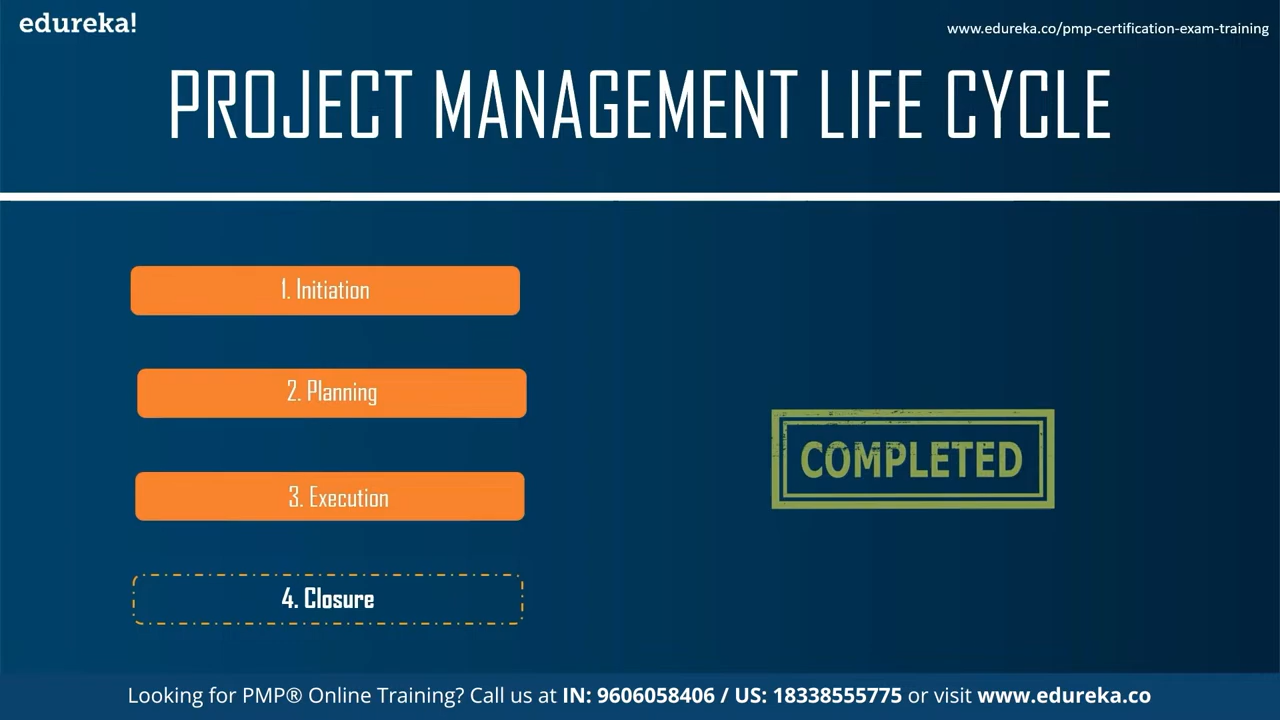 edureka!
www.edureka.co/pmp-certification-exam-training
PROJECT MANAGEMENT LIFE CYCLE
1. Initiation
2. Planning
3. Execution
COMPLETED
4. Closure
Looking for PMP® Online Training? Call us at IN: 9606058406 / US: 18338555775 or visit www.edureka.co